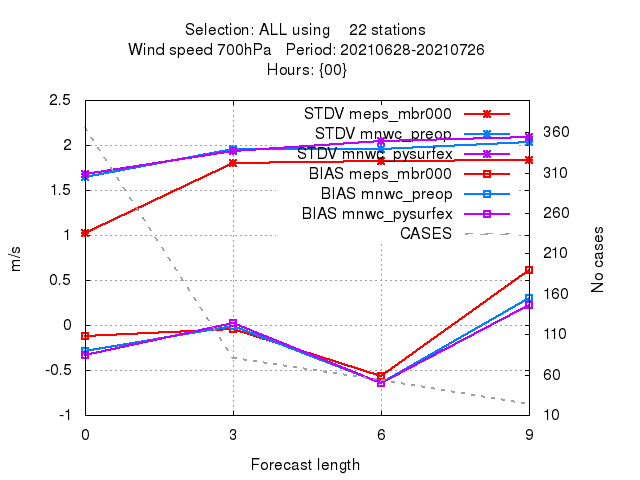 Selection: ALL using 22 stations
Wind speed 700hPa Period: 20210628-20210726
Hours: {00}
STDV meps_mbr000
STDV mnwc_preop
STDV mnwc_pysurfex
BIAS meps_mbr000
BIAS mnwc_preop
BIAS mnwc_pysurfex
CASES
2.5
2
1.5
1
0.5
0
-0.5
-1
m/s
360
310
260
210
160
110
60
10
No cases
0 3 6 9
Forecast length